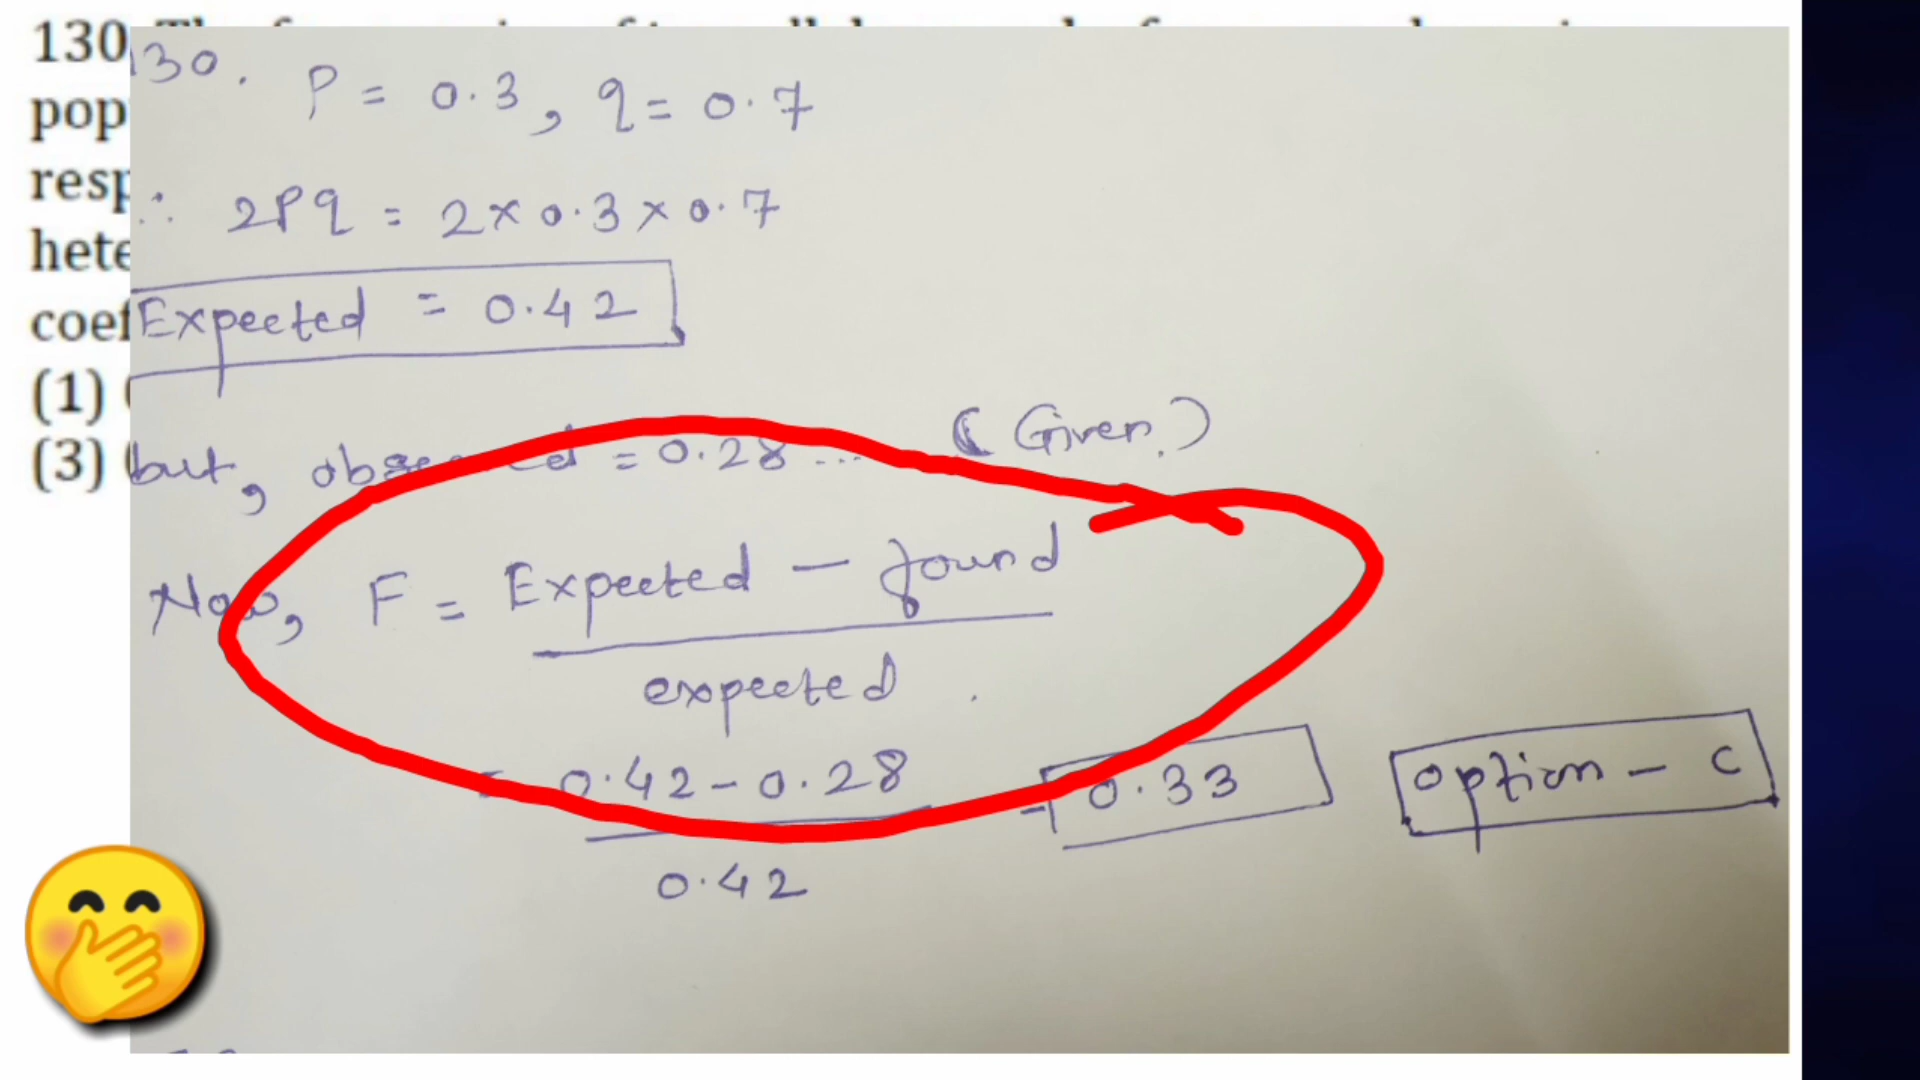 130
130. P = 0.3, q = 0.7
pop
resp
∴ 2Pq = 2×0.3×0.7
hete
Expected = 0.42
coef
(1)
but, observed = 0.28 ... (Given.)
(3)
Now, F = Expected - found
expected
= 0.42 - 0.28 = 0.33 option - C
0.42